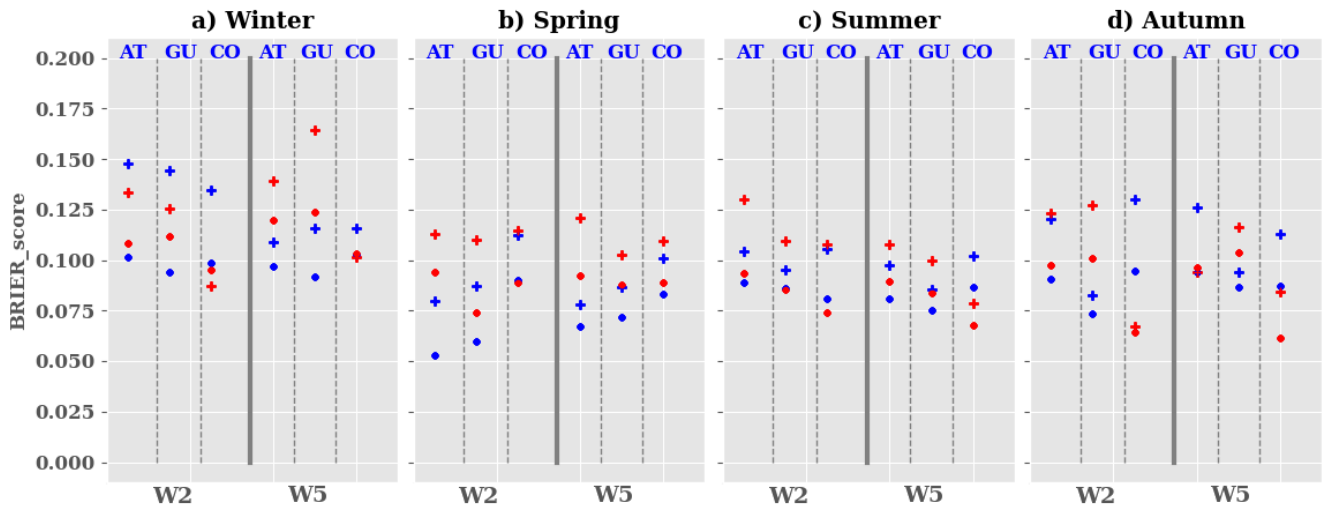 a) Winter b) Spring c) Summer d) Autumn
AT GU CO AT GU CO AT GU CO AT GU CO AT GU CO AT GU CO AT GU CO AT GU CO
0.200
0.175
0.150
0.125
0.100
0.075
0.050
0.025
0.000
BRIER_score
W2 W5 W2 W5 W2 W5 W2 W5